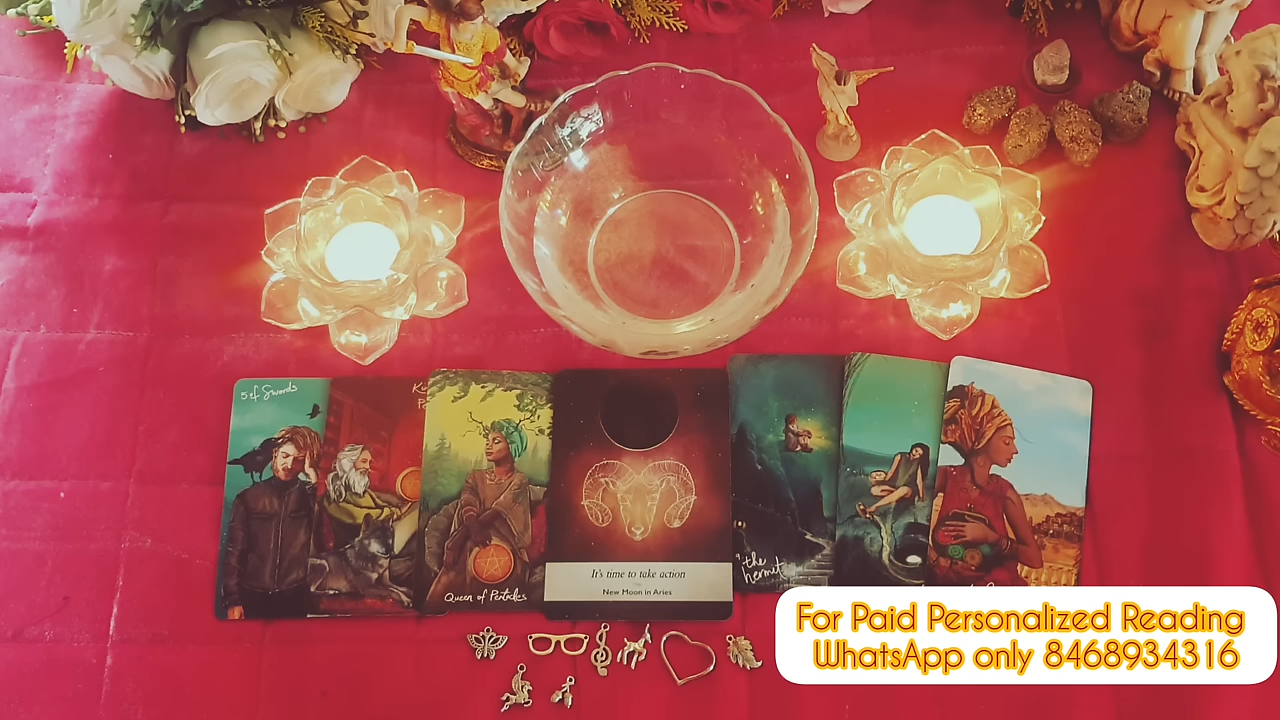 5 of Swords
Queen of Pentacles
It's time to take action
New Moon in Aries
9 the
hermit
For Paid Personalized Reading
WhatsApp only 8468934316